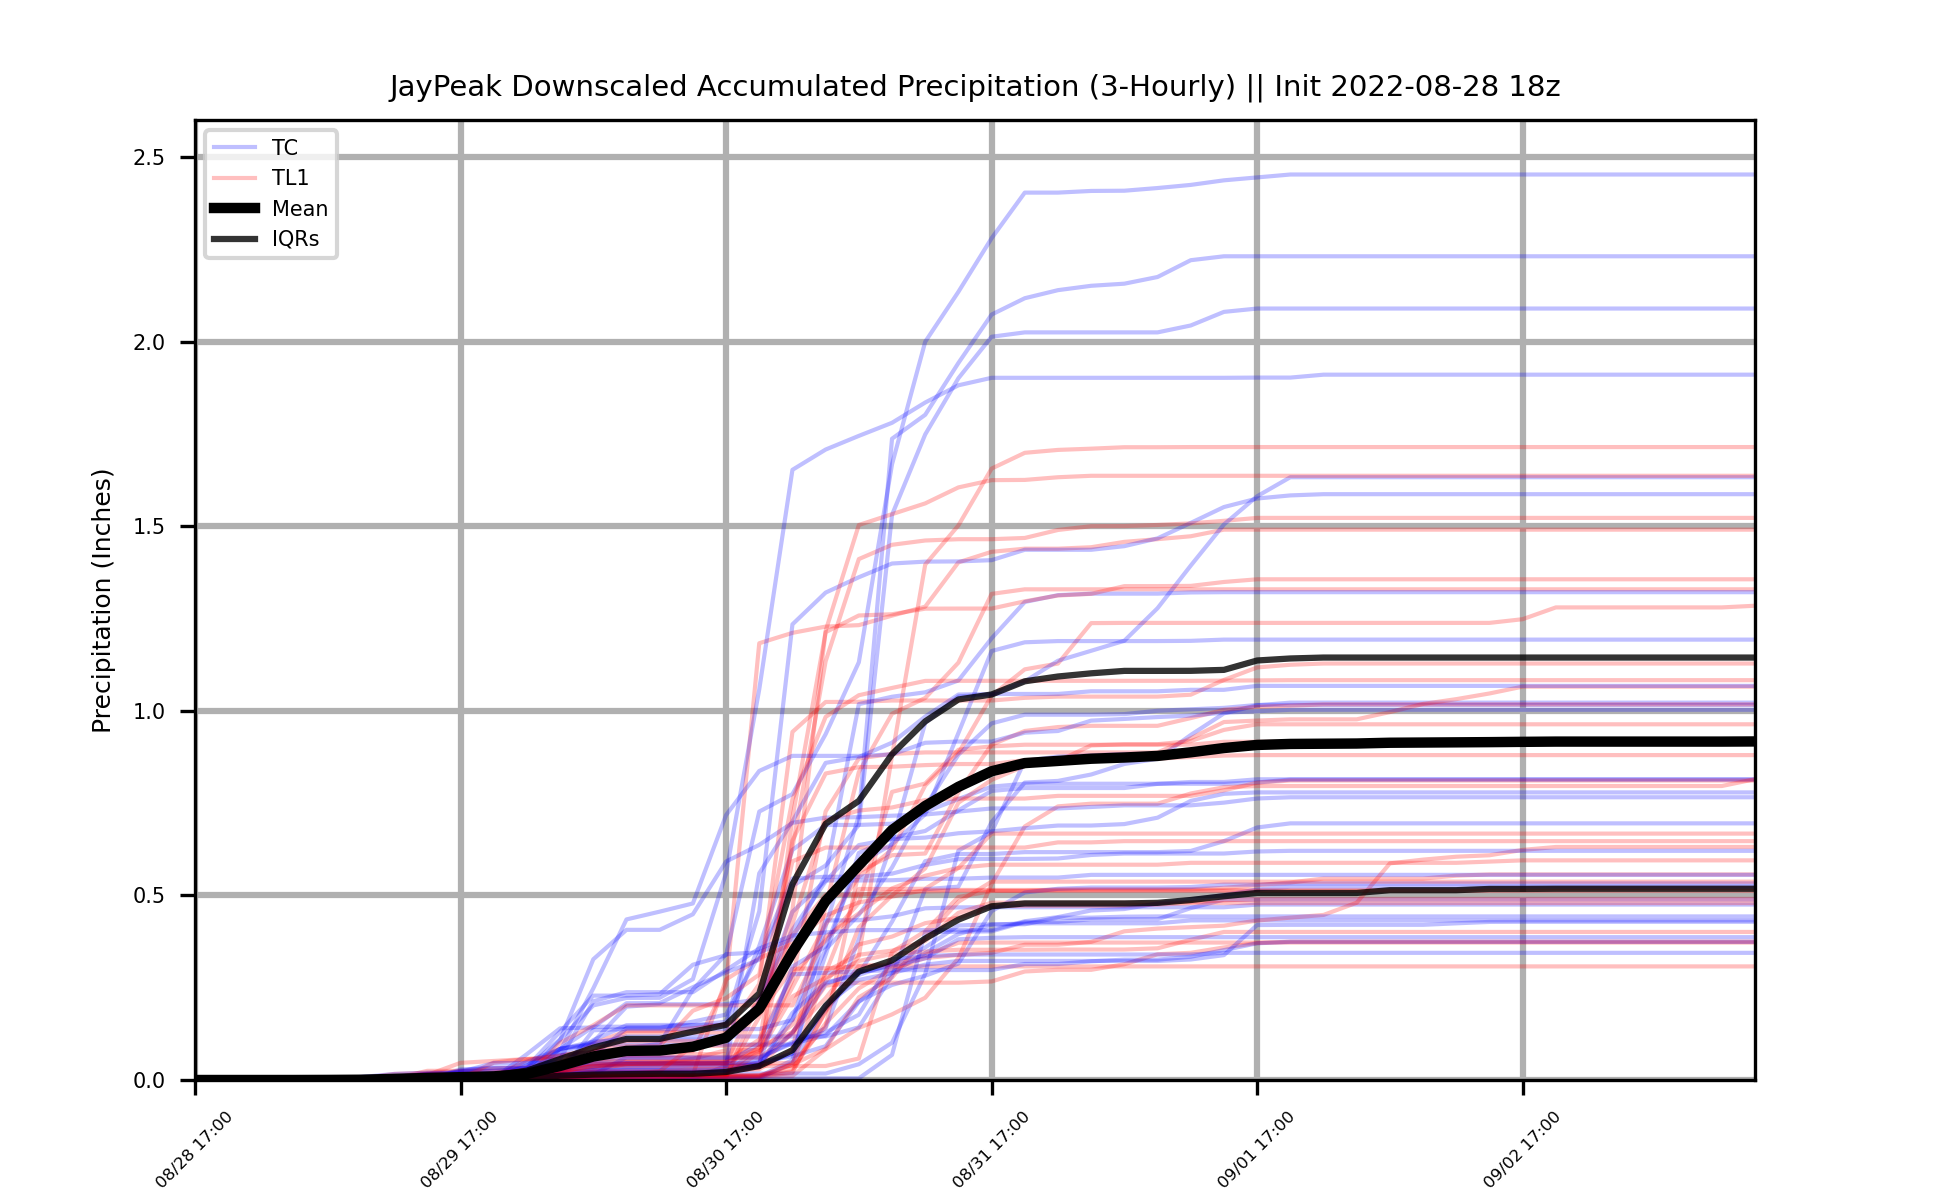 JayPeak Downscaled Accumulated Precipitation (3-Hourly) || Init 2022-08-28 18z
TC
TL1
Mean
IQRs
Precipitation (Inches)
2.5
2.0
1.5
1.0
0.5
0.0
08/28 17:00
08/29 17:00
08/30 17:00
08/31 17:00
09/01 17:00
09/02 17:00